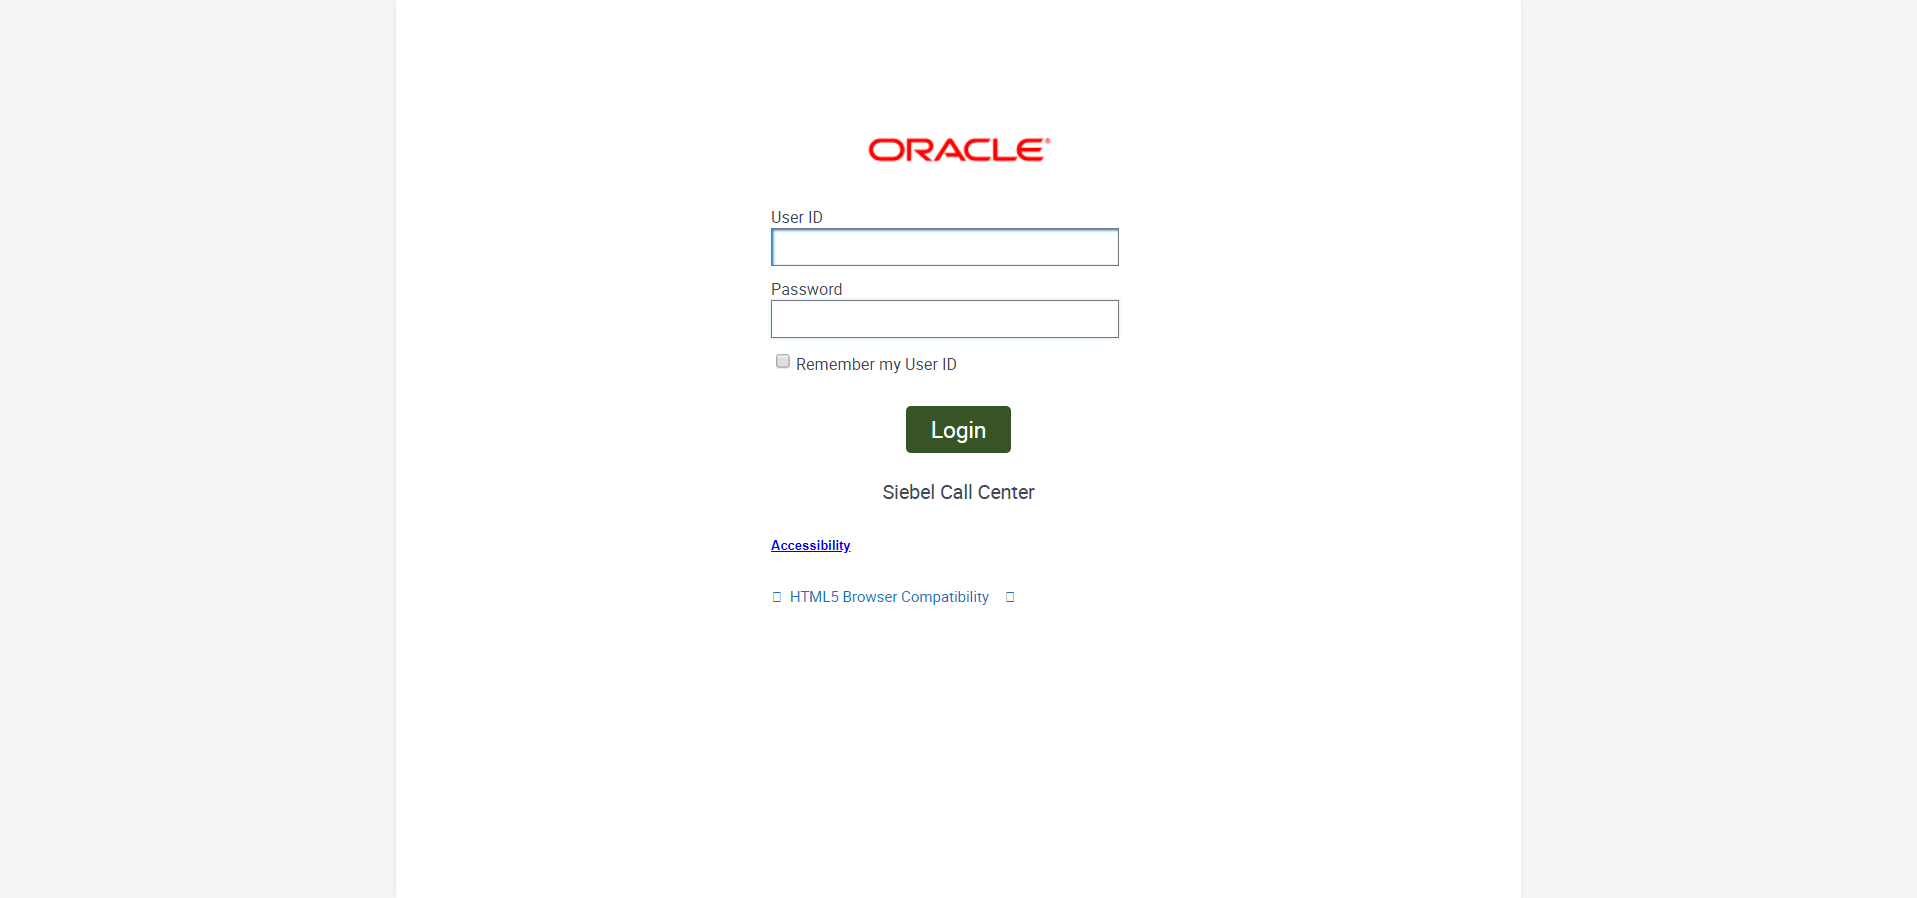 ORACLE®
User ID
Password
Remember my User ID
Login
Siebel Call Center
Accessibility
HTML5 Browser Compatibility